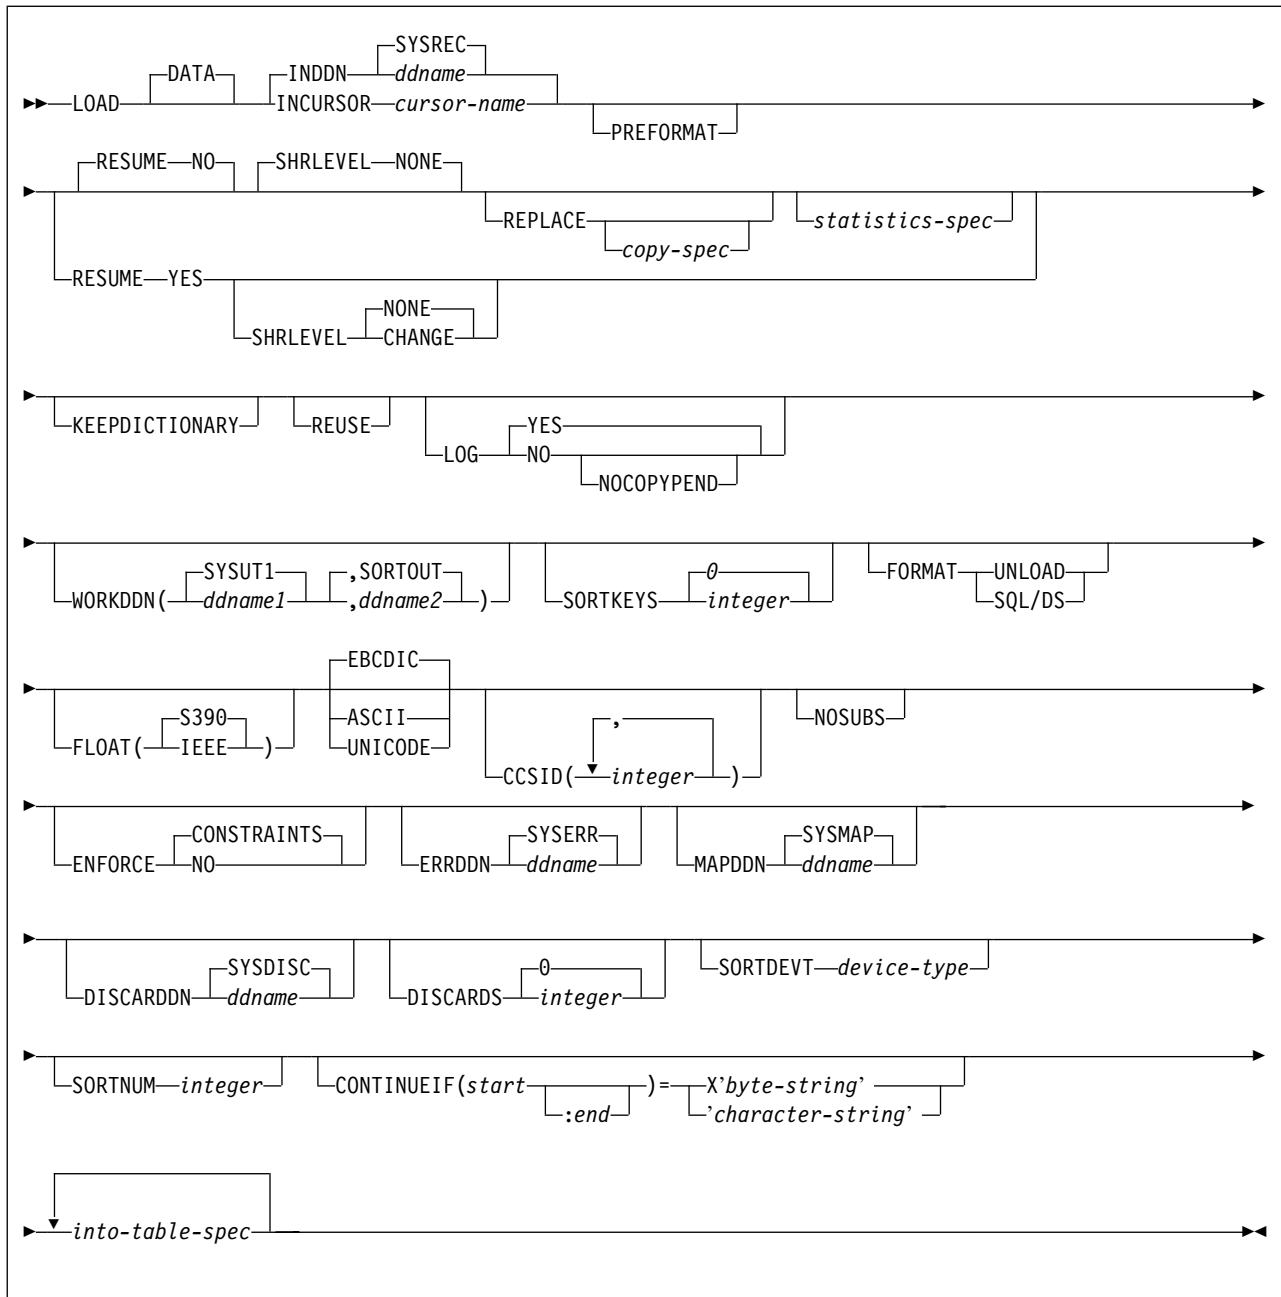 SYSREC
DATA INDDN ddname
LOAD INCURSOR cursor-name
PREFORMAT
RESUME NO SHRLEVEL NONE
REPLACE statistics-spec
copy-spec
RESUME YES
NONE
SHRLEVEL CHANGE
KEEPDICTIONARY REUSE YES
LOG NO
NOCOPYPEND
SYSUT1 ,SORTOUT 0 FORMAT UNLOAD
WORKDDN( ddname1 ,ddname2 ) SORTKEYS integer SQL/DS
EBCDIC
S390 ASCII , NOSUBS
FLOAT( IEEE ) UNICODE
CCSID( integer )
CONSTRAINTS SYSERR SYSMAP
ENFORCE NO ERRDDN ddname MAPDDN ddname
SYSDISC 0 SORTDEVT device-type
DISCARDDN ddname DISCARDS integer
SORTNUM integer CONTINUEIF(start )= X'byte-string'
:end 'character-string'
into-table-spec